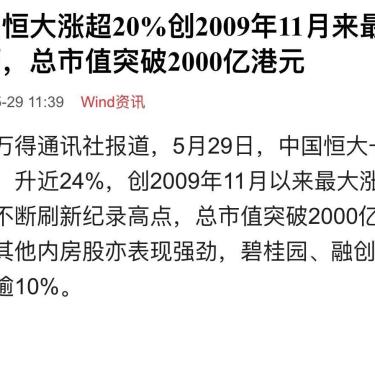 恒大涨超20%创2009年11月来最
，总市值突破2000亿港元
5-29 11:39 Wind资讯
万得通讯社报道，5月29日，中国恒大
升近24%，创2009年11月以来最大涨
不断刷新纪录高点，总市值突破2000亿
其他内房股亦表现强劲，碧桂园、融创
逾10%。